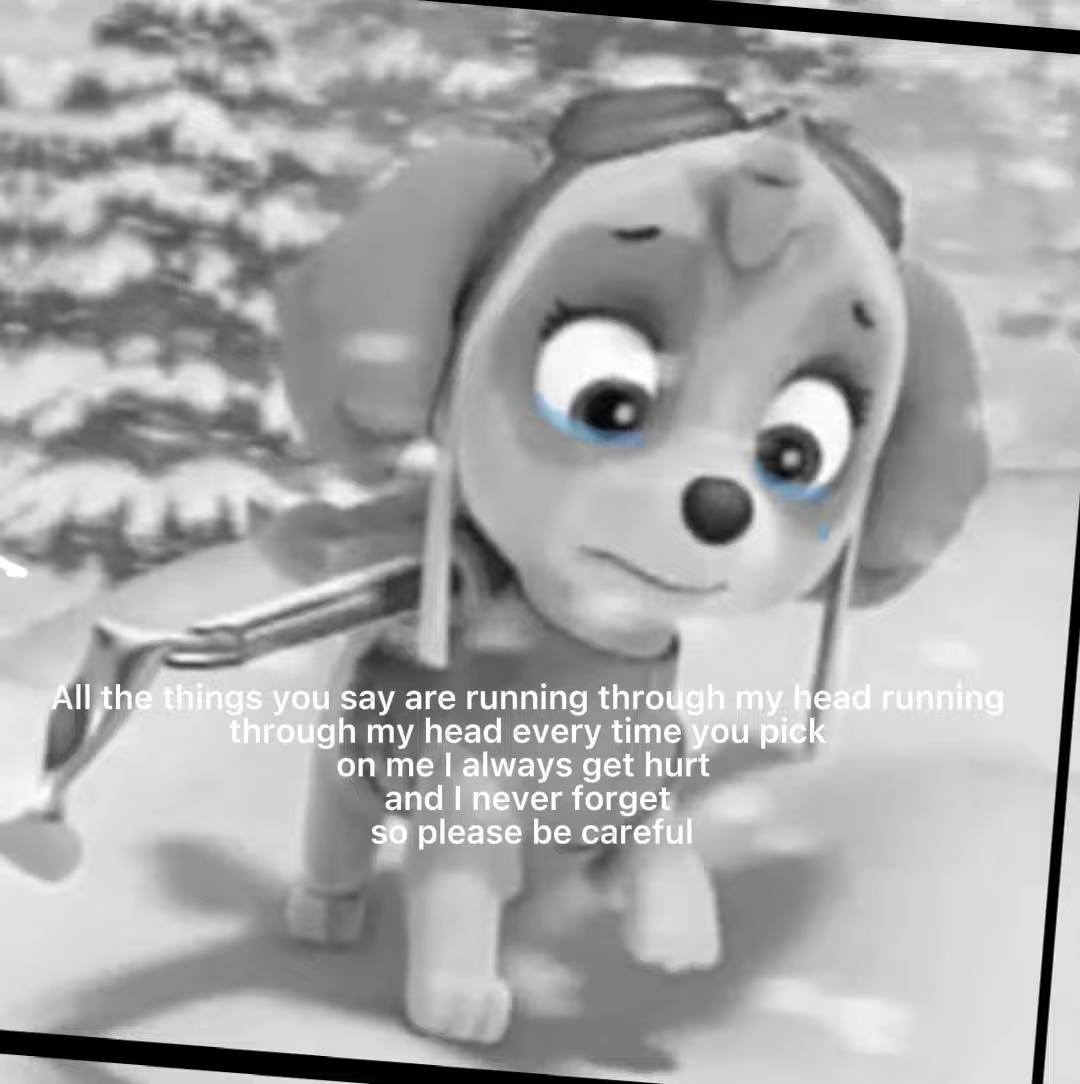 All the things you say are running through my head running
through my head every time you pick
on me I always get hurt
and I never forget
so please be careful